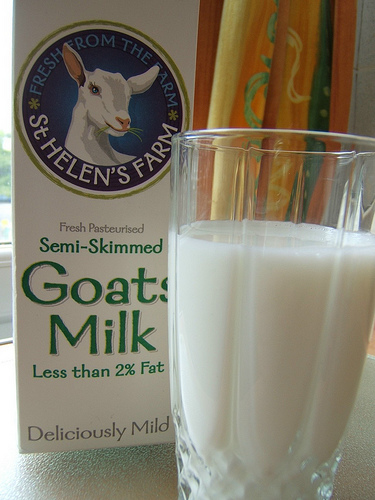 FRESH FROM THE FARM
St HELEN'S FARM
Fresh Pasteurised
Semi-Skimmed
Goats
Milk
Less than 2% Fat
Deliciously Mild